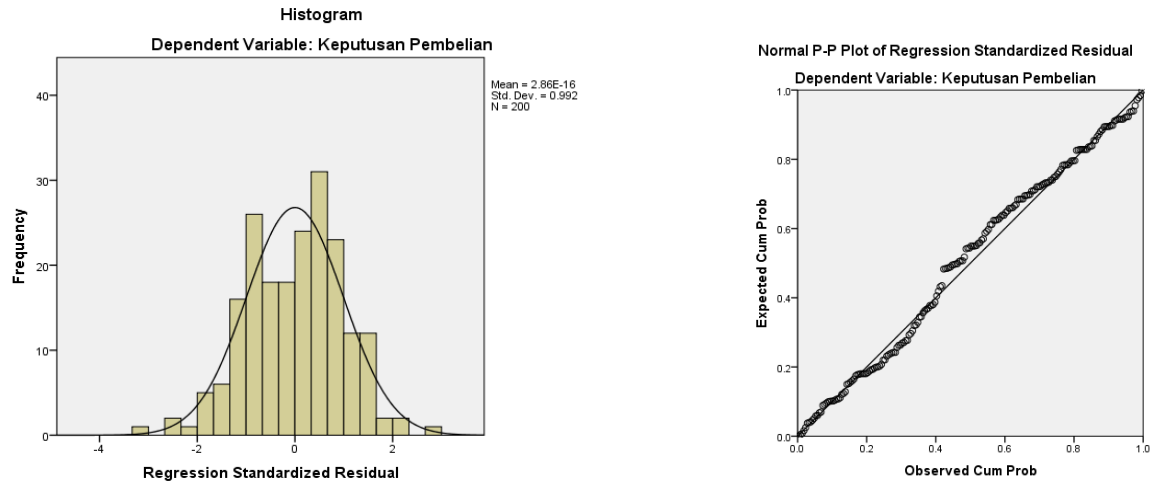 Histogram
Dependent Variable: Keputusan Pembelian
Mean = 2.86E-16
Std. Dev. = 0.992
N = 200
Frequency
40
30
20
10
0
-4
-2
0
2
Regression Standardized Residual
Normal P-P Plot of Regression Standardized Residual
Dependent Variable: Keputusan Pembelian
Expected Cum Prob
1.0
0.8
0.6
0.4
0.2
0.0
0.0
0.2
0.4
0.6
0.8
1.0
Observed Cum Prob